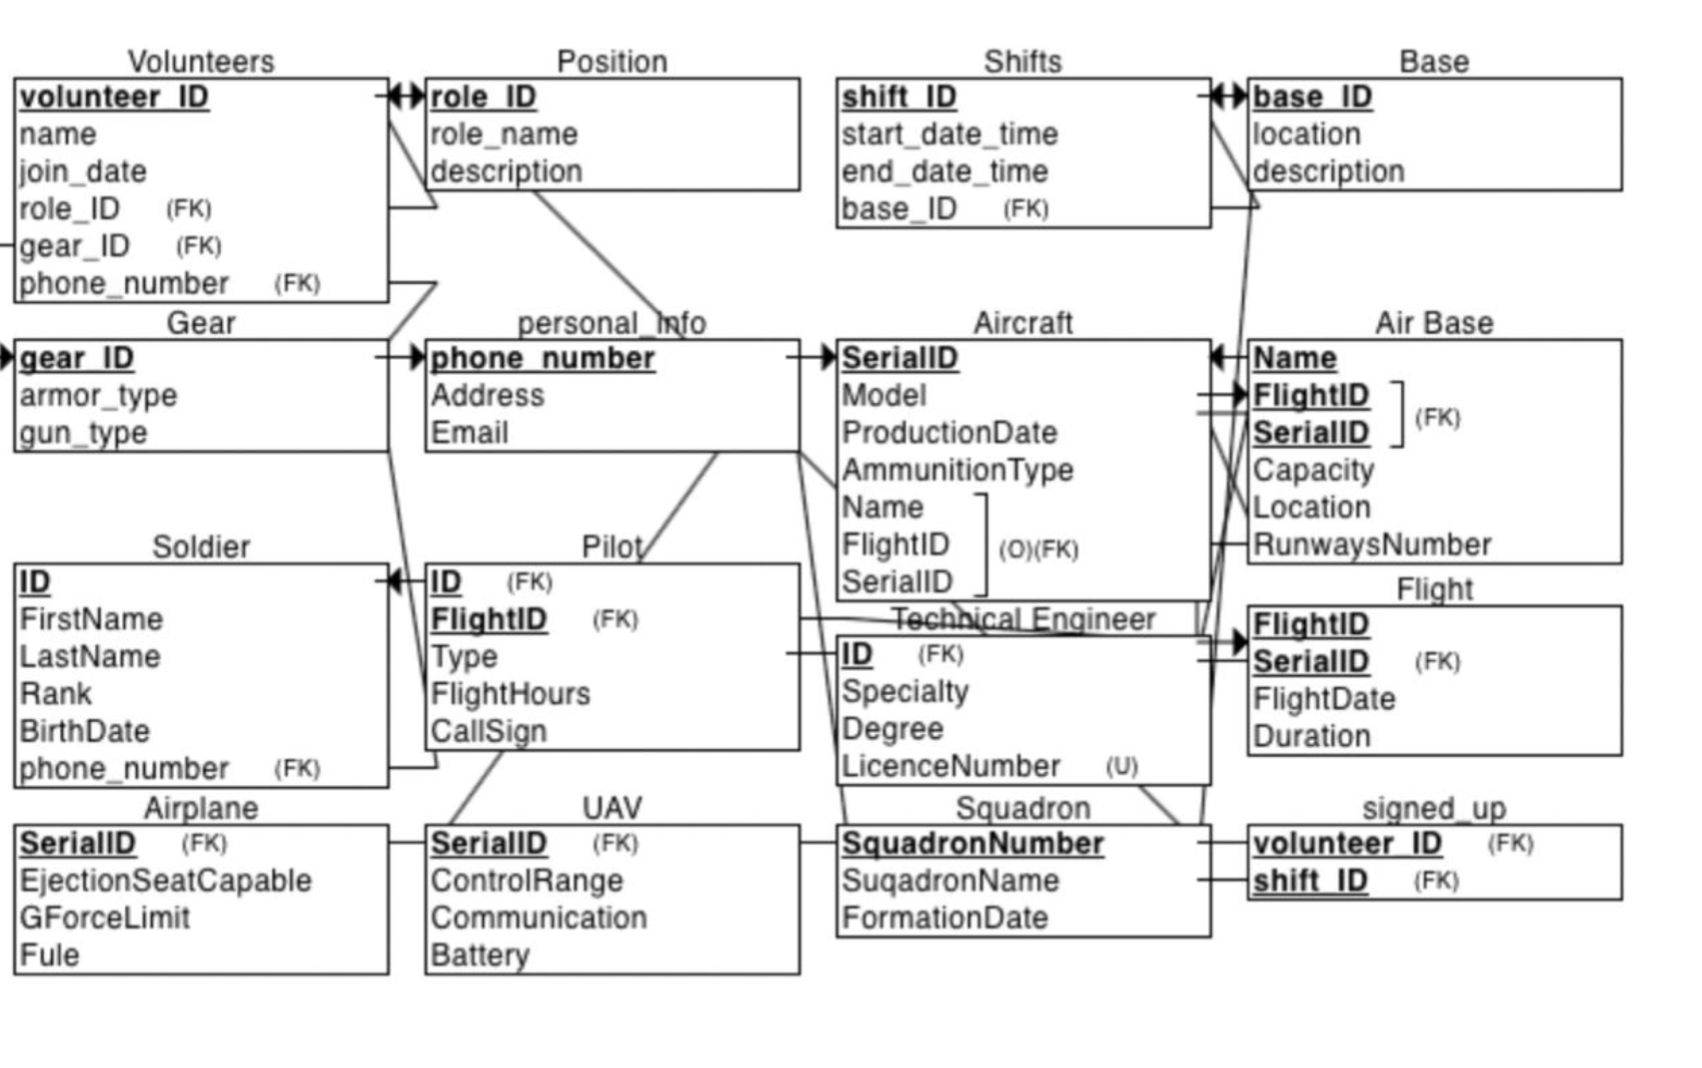 Volunteers
volunteer_ID
name
join_date
role_ID (FK)
gear_ID (FK)
phone_number (FK)
Position
role_ID
role_name
description
Shifts
shift_ID
start_date_time
end_date_time
base_ID (FK)
Base
base_ID
location
description
Gear
gear_ID
armor_type
gun_type
personal_info
phone_number
Address
Email
Aircraft
SerialID
Model
ProductionDate
AmmunitionType
Name
FlightID (O)(FK)
SerialID
Air Base
Name
FlightID
SerialID (FK)
Capacity
Location
RunwaysNumber
Soldier
ID
FirstName
LastName
Rank
BirthDate
phone_number (FK)
Pilot
ID (FK)
FlightID (FK)
Type
FlightHours
CallSign
Technical Engineer
ID (FK)
Specialty
Degree
LicenceNumber (U)
Flight
FlightID
SerialID (FK)
FlightDate
Duration
Airplane
SerialID (FK)
EjectionSeatCapable
GForceLimit
Fule
UAV
SerialID (FK)
ControlRange
Communication
Battery
Squadron
SquadronNumber
SuqadronName
FormationDate
signed_up
volunteer_ID (FK)
shift_ID (FK)